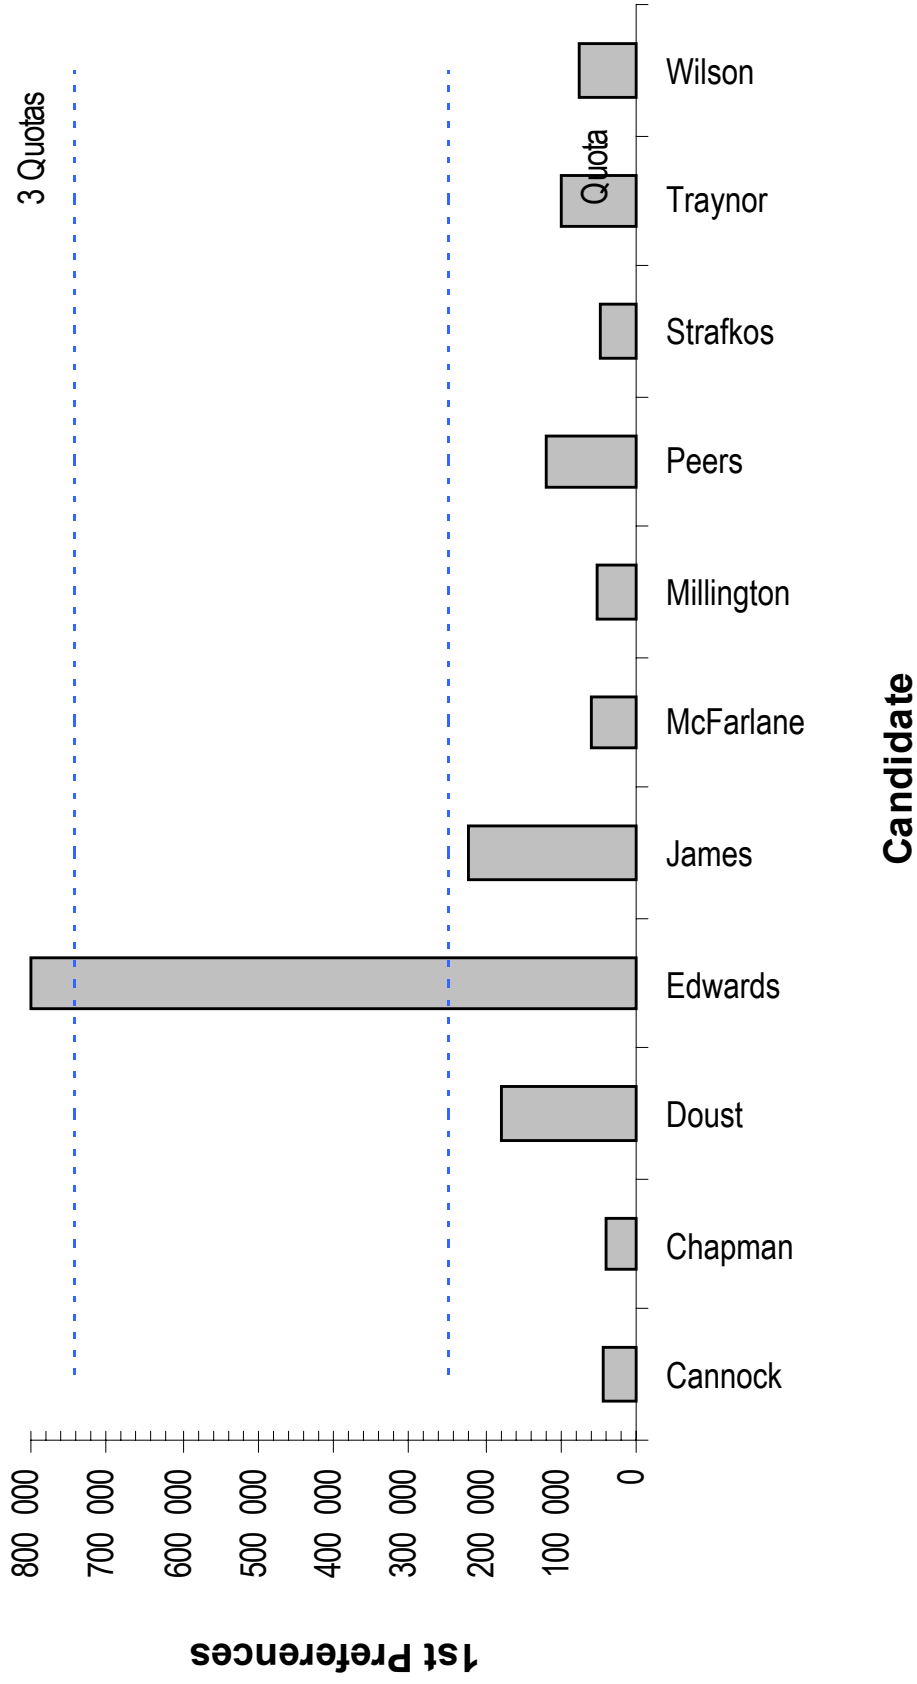 3 Quotas
Quota
800 000
700 000
600 000
500 000
400 000
300 000
200 000
100 000
0
1st Preferences
Cannock
Chapman
Doust
Edwards
James
McFarlane
Millington
Peers
Strafkos
Traynor
Wilson
Candidate